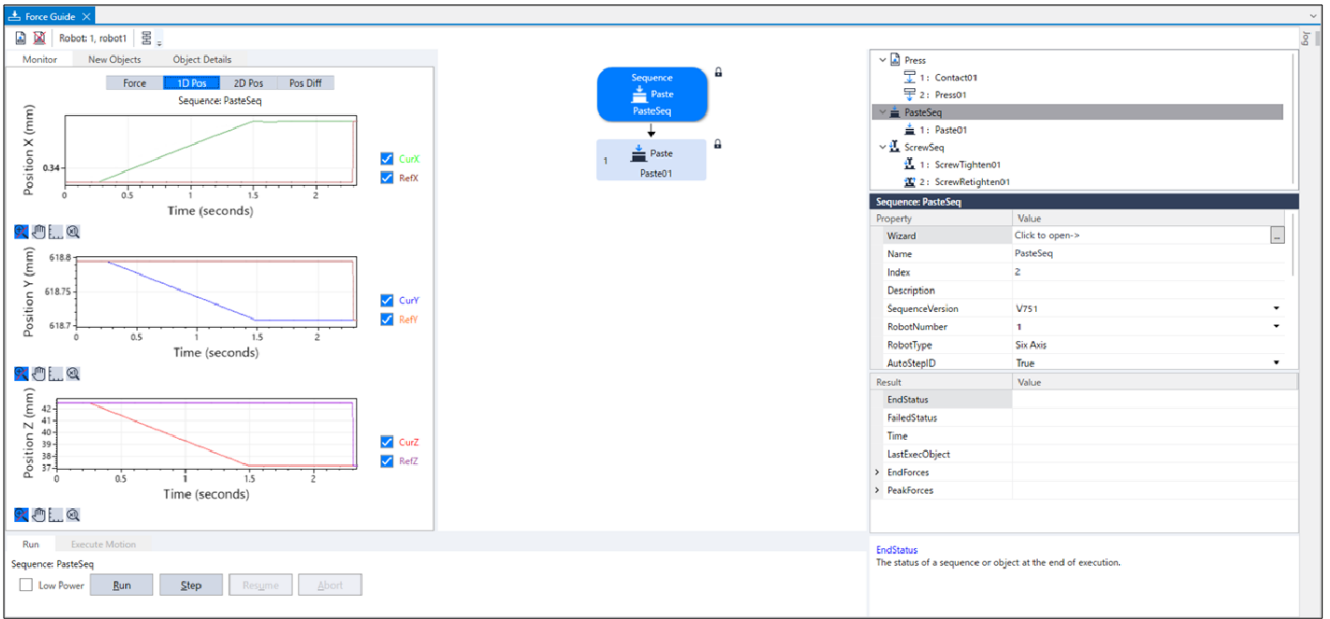 Force Guide
Robot: 1, robot1
Jog
Monitor New Objects Object Details
Force 1D Pos 2D Pos Pos Diff
Sequence: PasteSeq
Position X (mm)
0.34
0 0.5 1 1.5 2
Time (seconds)
CurX
RefX
Position Y (mm)
618.8
618.75
618.7
0 0.5 1 1.5 2
Time (seconds)
CurY
RefY
Position Z (mm)
42
41
40
39
38
37
0 0.5 1 1.5 2
Time (seconds)
CurZ
RefZ
Run Execute Motion
Sequence: PasteSeq
Low Power Run Step Resume Abort
Sequence
Paste
PasteSeq
1 Paste
Paste01
Press
1: Contact01
2: Press01
PasteSeq
1: Paste01
ScrewSeq
1: ScrewTighten01
2: ScrewRetighten01
Sequence: PasteSeq
Property Value
Wizard Click to open-> ...
Name PasteSeq
Index 2
Description
SequenceVersion V751
RobotNumber 1
RobotType Six Axis
AutoStepID True
Result Value
EndStatus
FailedStatus
Time
LastExecObject
EndForces
PeakForces
EndStatus
The status of a sequence or object at the end of execution.